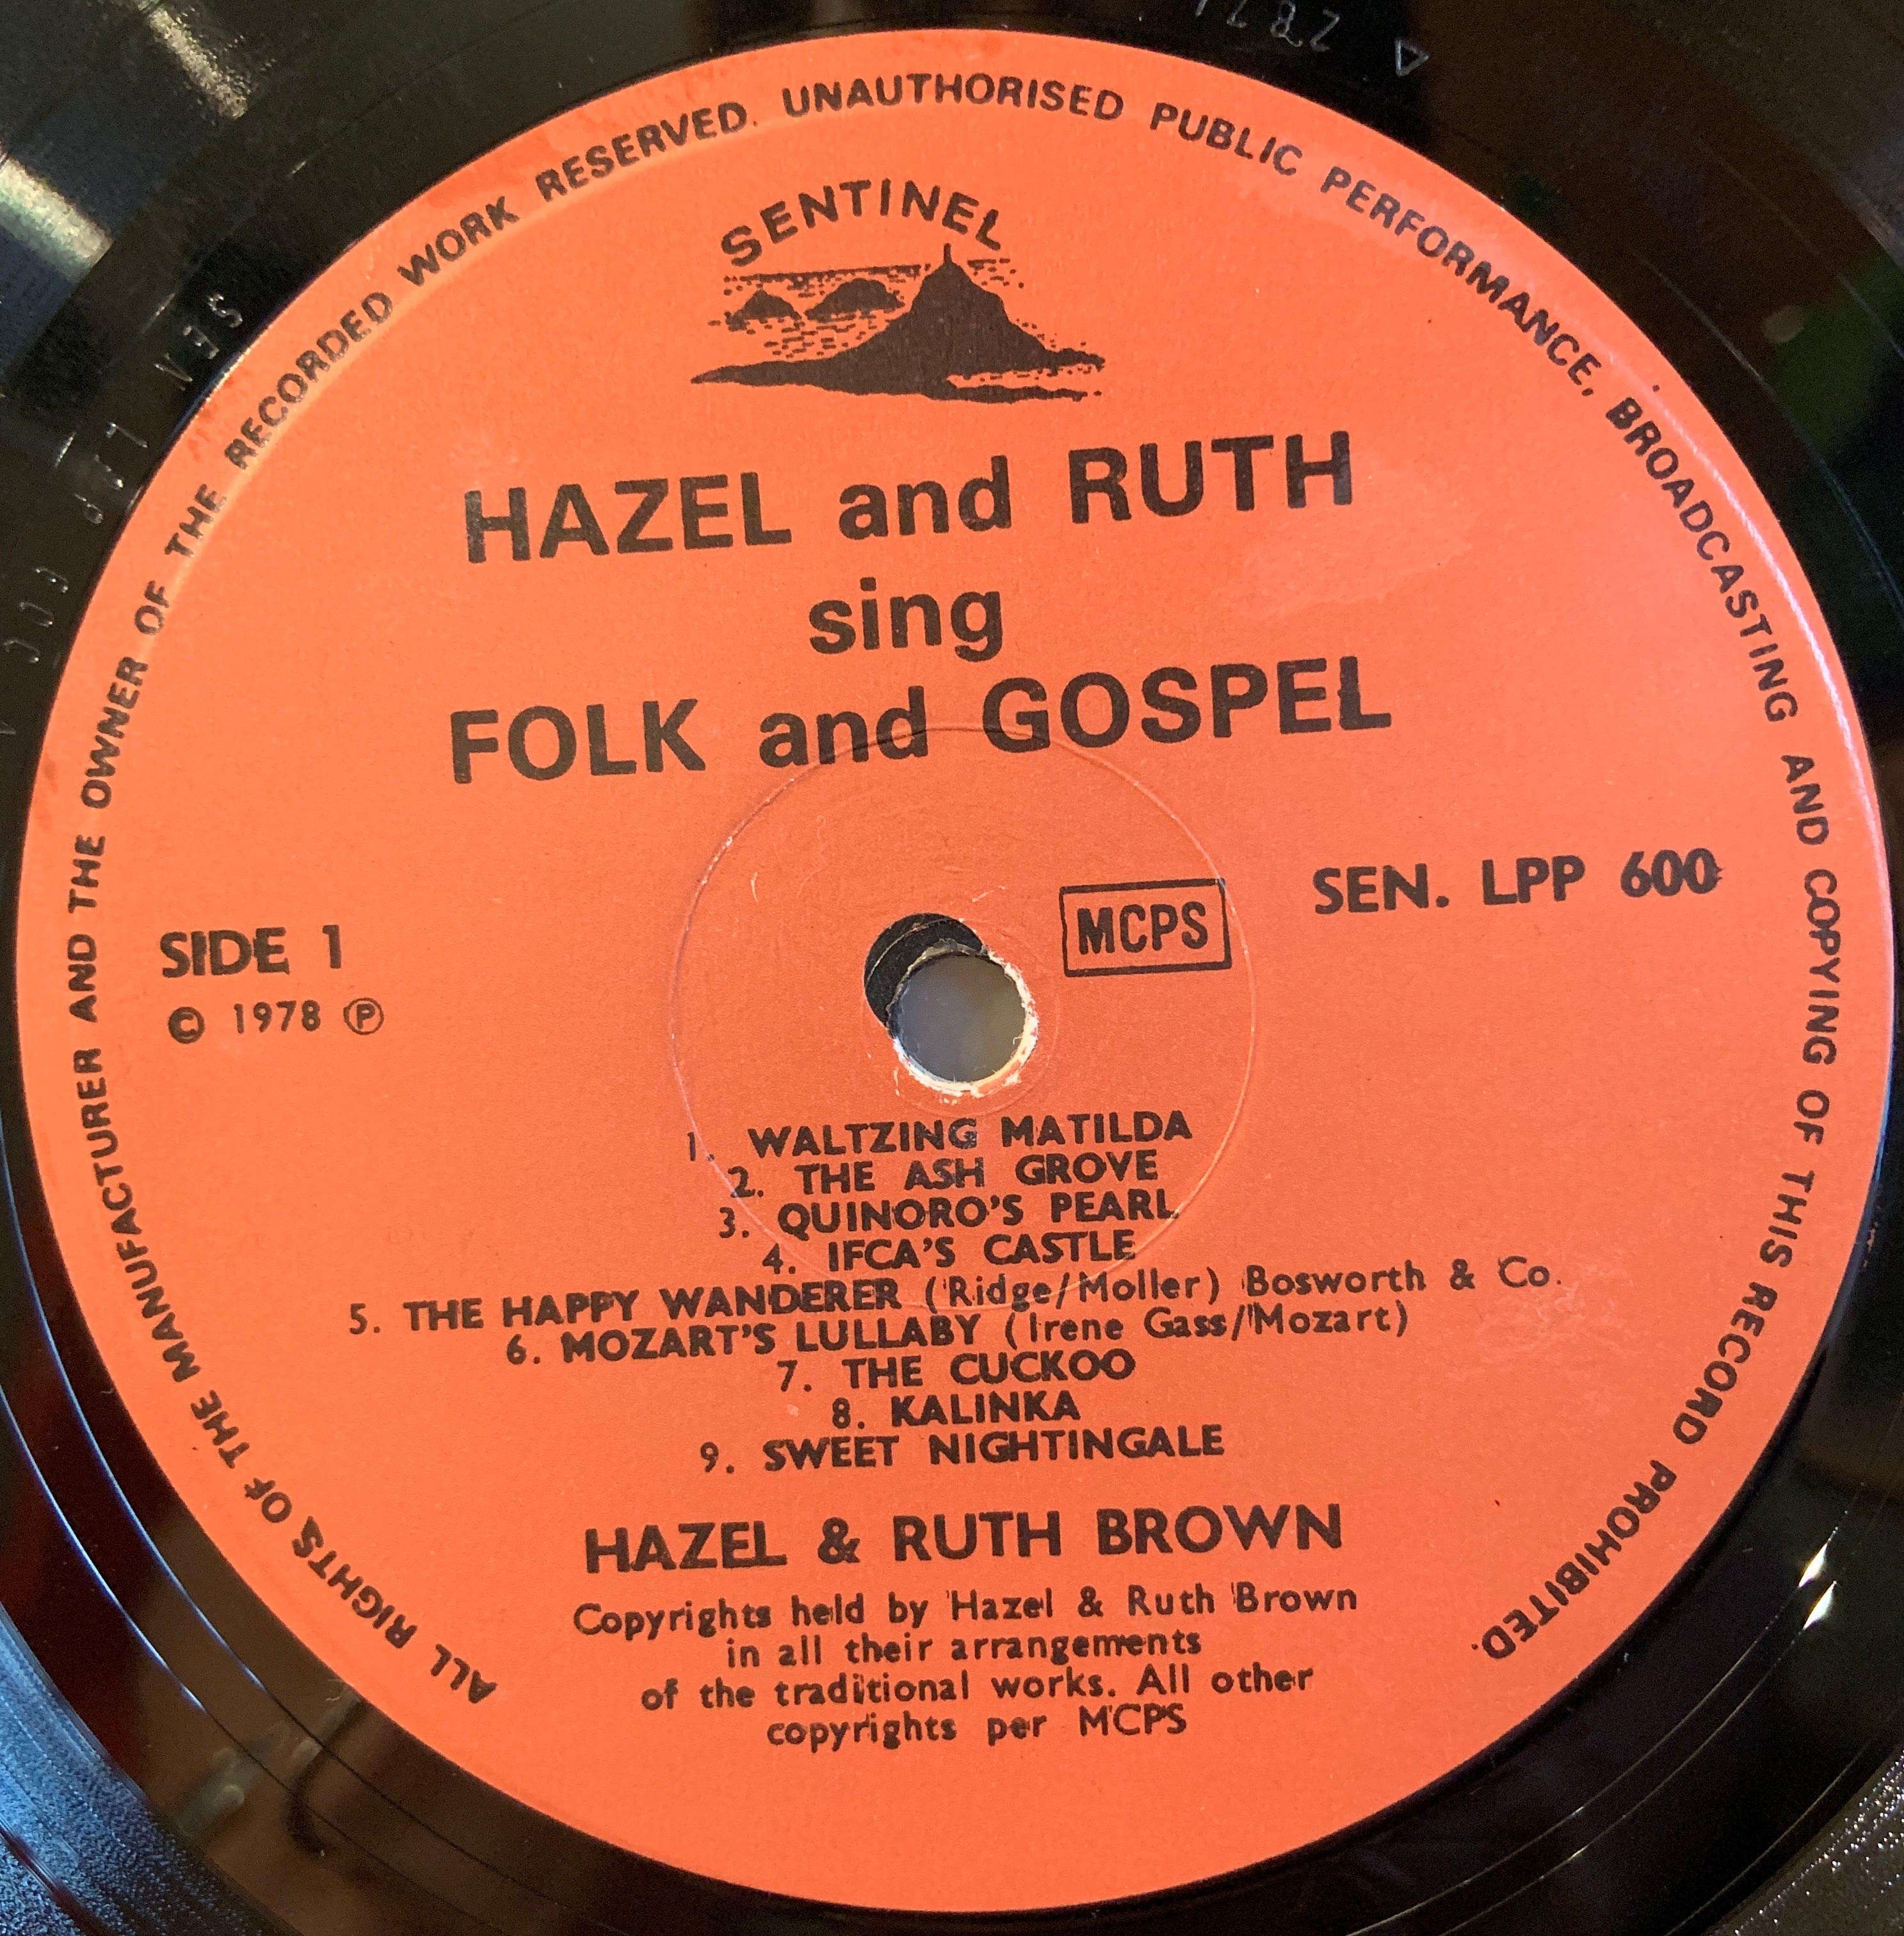 ALL RIGHTS OF THE MANUFACTURER AND THE OWNER OF THE RECORDED WORK RESERVED. UNAUTHORISED PUBLIC PERFORMANCE, BROADCASTING AND COPYING OF THIS RECORD PROHIBITED.
SENTINEL
HAZEL and RUTH
sing
FOLK and GOSPEL
SEN. LPP 600
MCPS
SIDE 1
© 1978 ℗
1. WALTZING MATILDA
2. THE ASH GROVE
3. QUINORO'S PEARL
4. IFCA'S CASTLE
5. THE HAPPY WANDERER (Ridge/Moller) Bosworth & Co.
6. MOZART'S LULLABY (Irene Gass/Mozart)
7. THE CUCKOO
8. KALINKA
9. SWEET NIGHTINGALE
HAZEL & RUTH BROWN
Copyrights held by Hazel & Ruth Brown
in all their arrangements
of the traditional works. All other
copyrights per MCPS